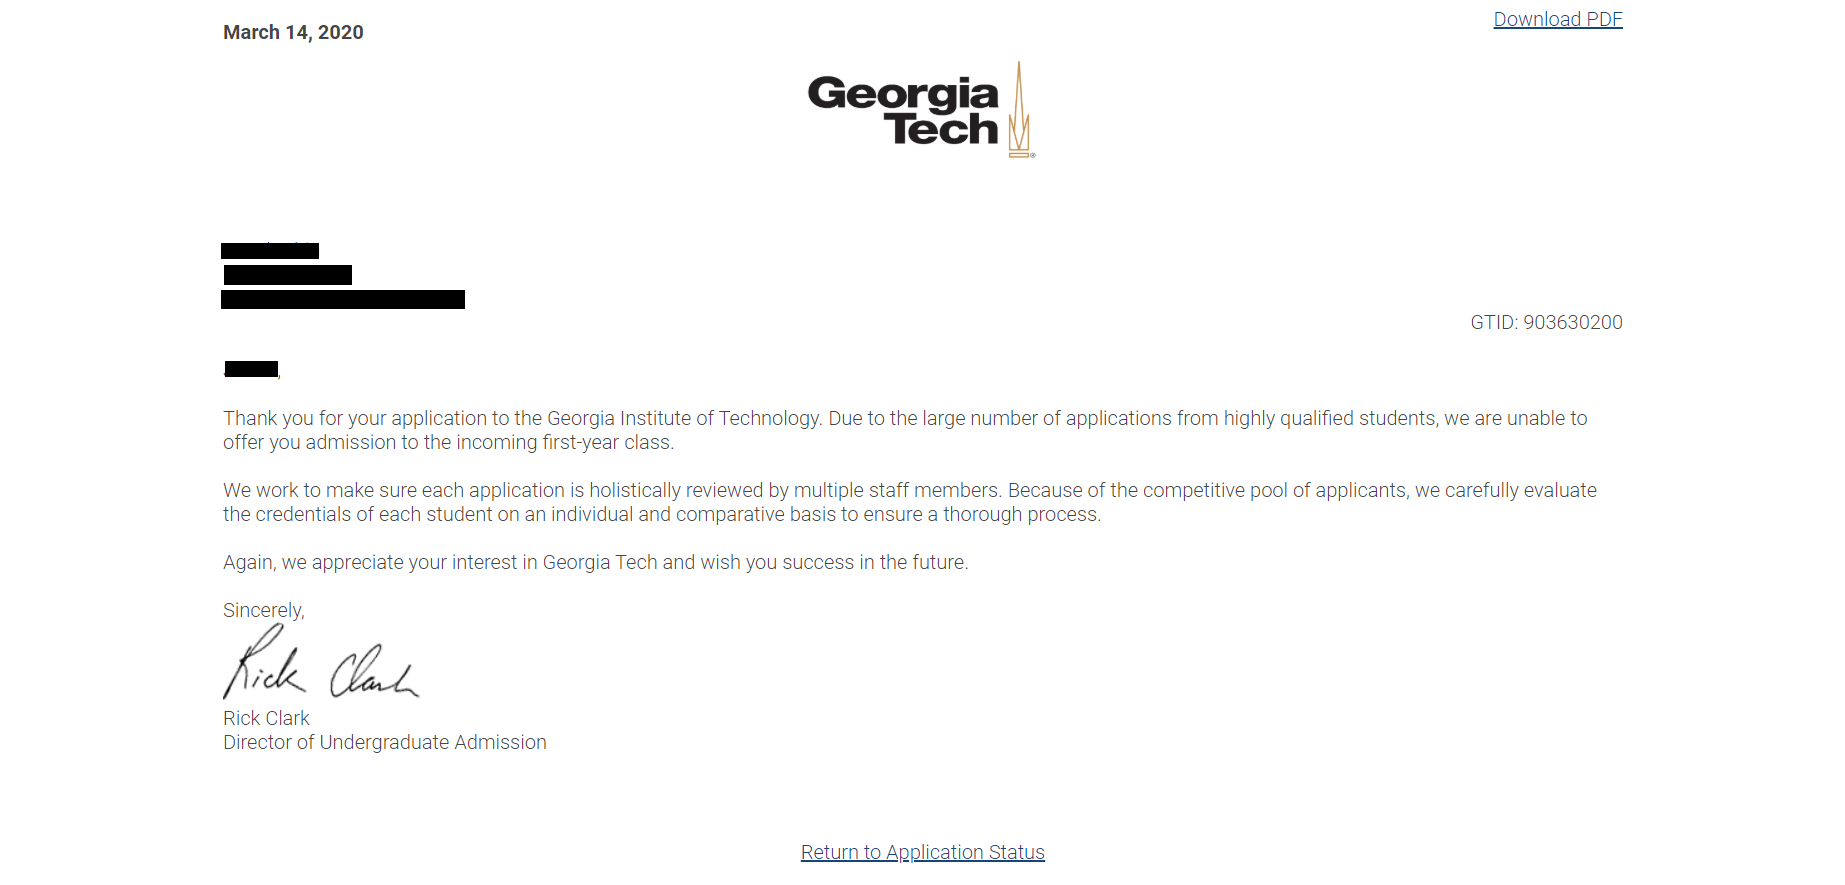 March 14, 2020
Download PDF
Georgia
Tech
GTID: 903630200
,
Thank you for your application to the Georgia Institute of Technology. Due to the large number of applications from highly qualified students, we are unable to
offer you admission to the incoming first-year class.
We work to make sure each application is holistically reviewed by multiple staff members. Because of the competitive pool of applicants, we carefully evaluate
the credentials of each student on an individual and comparative basis to ensure a thorough process.
Again, we appreciate your interest in Georgia Tech and wish you success in the future.
Sincerely,
Rick Clark
Rick Clark
Director of Undergraduate Admission
Return to Application Status